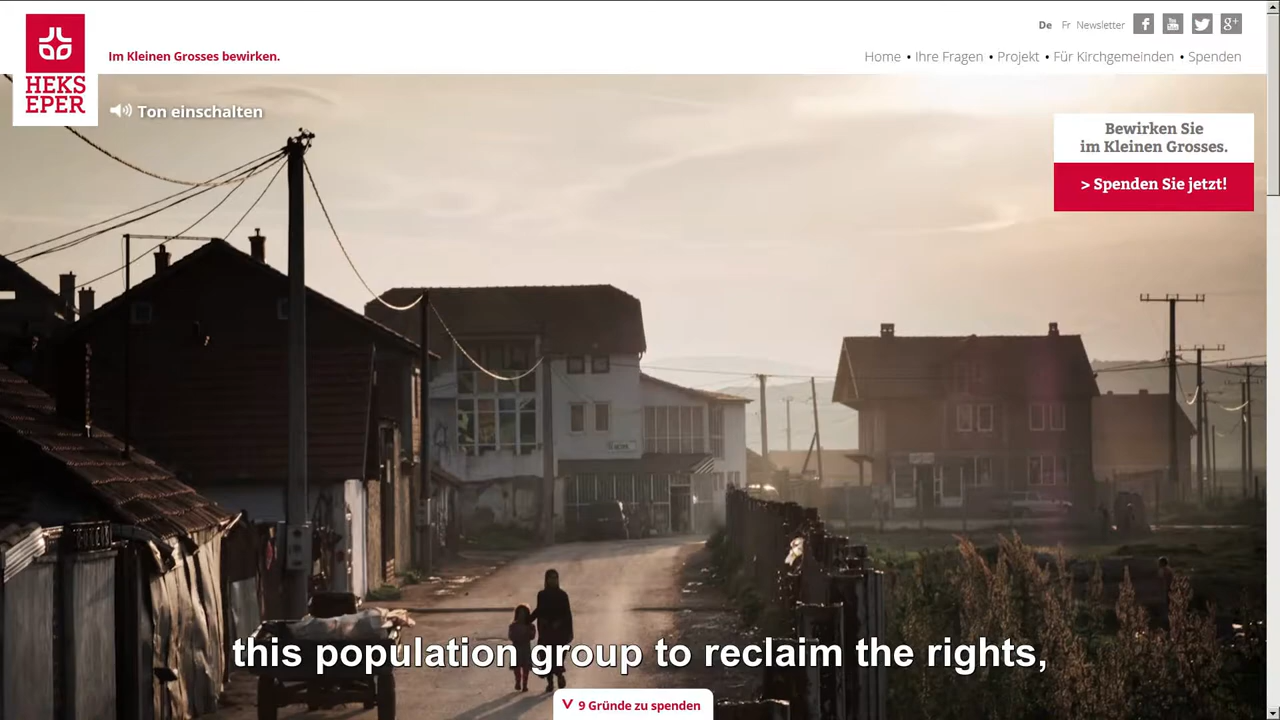 De Fr Newsletter
HEKS
EPER
Im Kleinen Grosses bewirken.
Home • Ihre Fragen • Projekt • Für Kirchgemeinden • Spenden
Ton einschalten
Bewirken Sie
im Kleinen Grosses.
> Spenden Sie jetzt!
this population group to reclaim the rights,
9 Gründe zu spenden